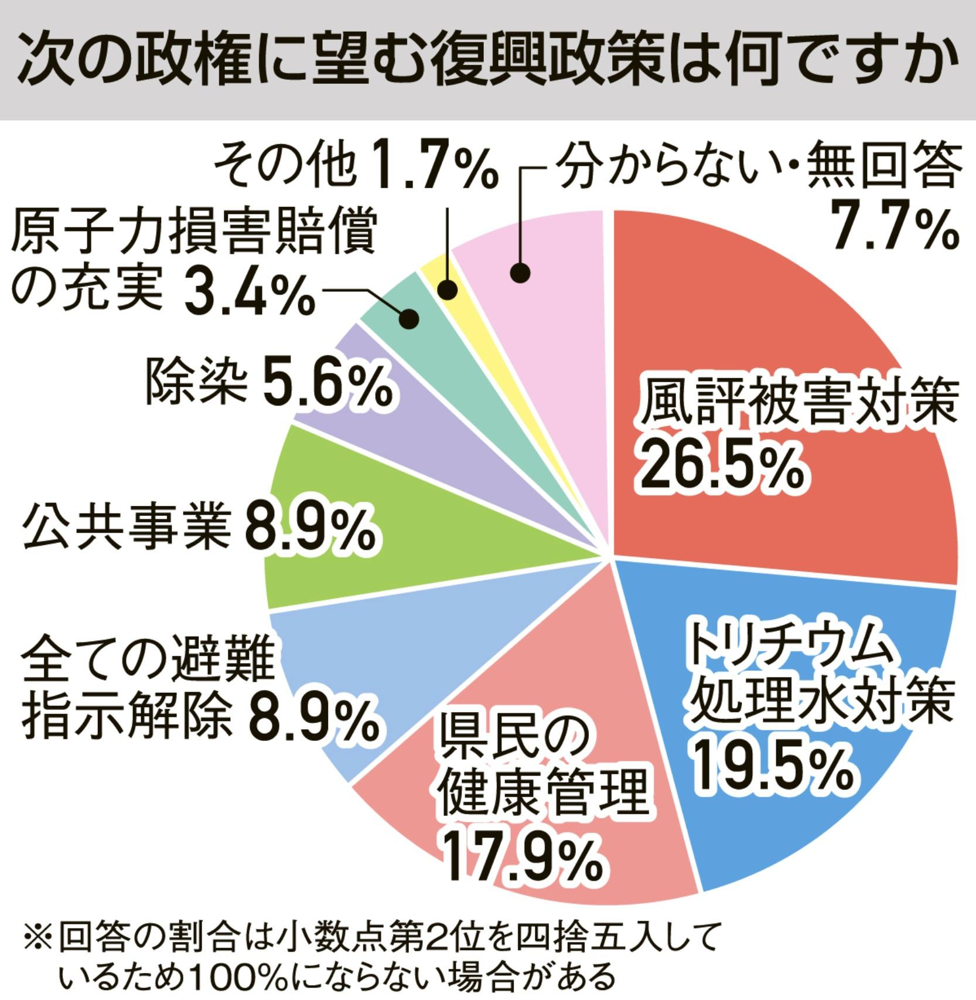 次の政権に望む復興政策は何ですか
その他 1.7%
分からない・無回答
7.7%
原子力損害賠償
の充実 3.4%
除染 5.6%
公共事業 8.9%
全ての避難
指示解除 8.9%
県民の
健康管理
17.9%
トリチウム
処理水対策
19.5%
風評被害対策
26.5%
※回答の割合は小数点第2位を四捨五入して
いるため100%にならない場合がある